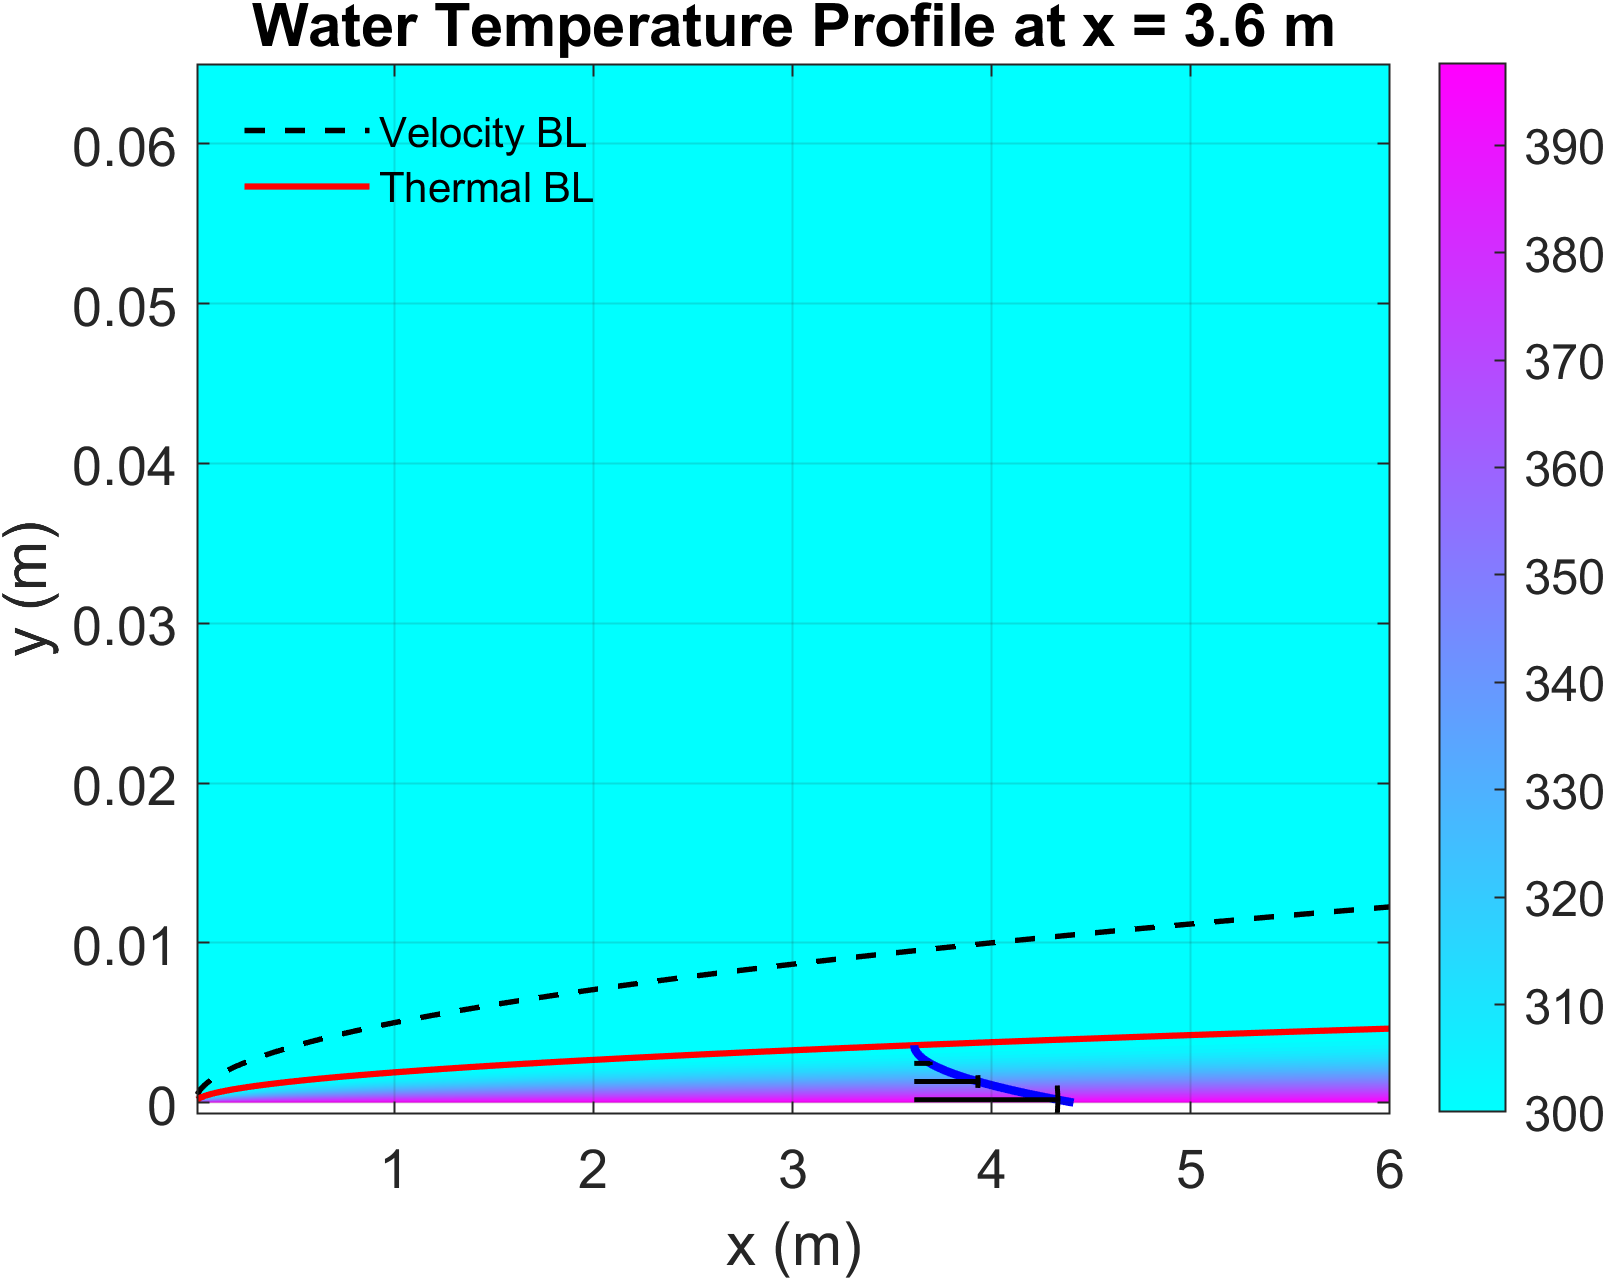 Water Temperature Profile at x = 3.6 m
Velocity BL
Thermal BL
0.06
0.05
0.04
0.03
0.02
0.01
0
y (m)
1 2 3 4 5 6
x (m)
390
380
370
360
350
340
330
320
310
300